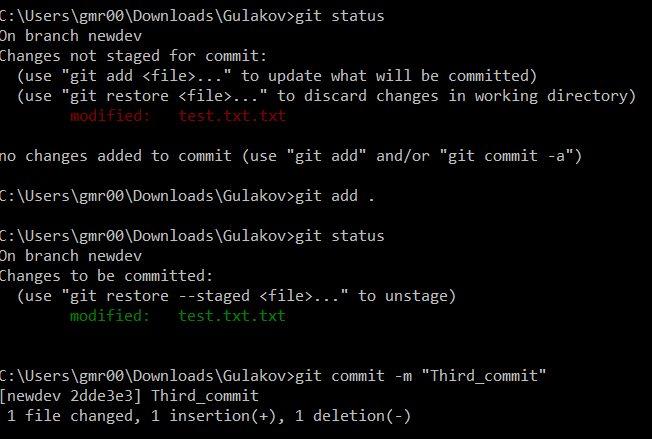 C:\Users\gmr00\Downloads\Gulakov>git status
On branch newdev
Changes not staged for commit:
  (use "git add <file>..." to update what will be committed)
  (use "git restore <file>..." to discard changes in working directory)
        modified:   test.txt.txt
no changes added to commit (use "git add" and/or "git commit -a")
C:\Users\gmr00\Downloads\Gulakov>git add .
C:\Users\gmr00\Downloads\Gulakov>git status
On branch newdev
Changes to be committed:
  (use "git restore --staged <file>..." to unstage)
        modified:   test.txt.txt
C:\Users\gmr00\Downloads\Gulakov>git commit -m "Third_commit"
[newdev 2dde3e3] Third_commit
 1 file changed, 1 insertion(+), 1 deletion(-)